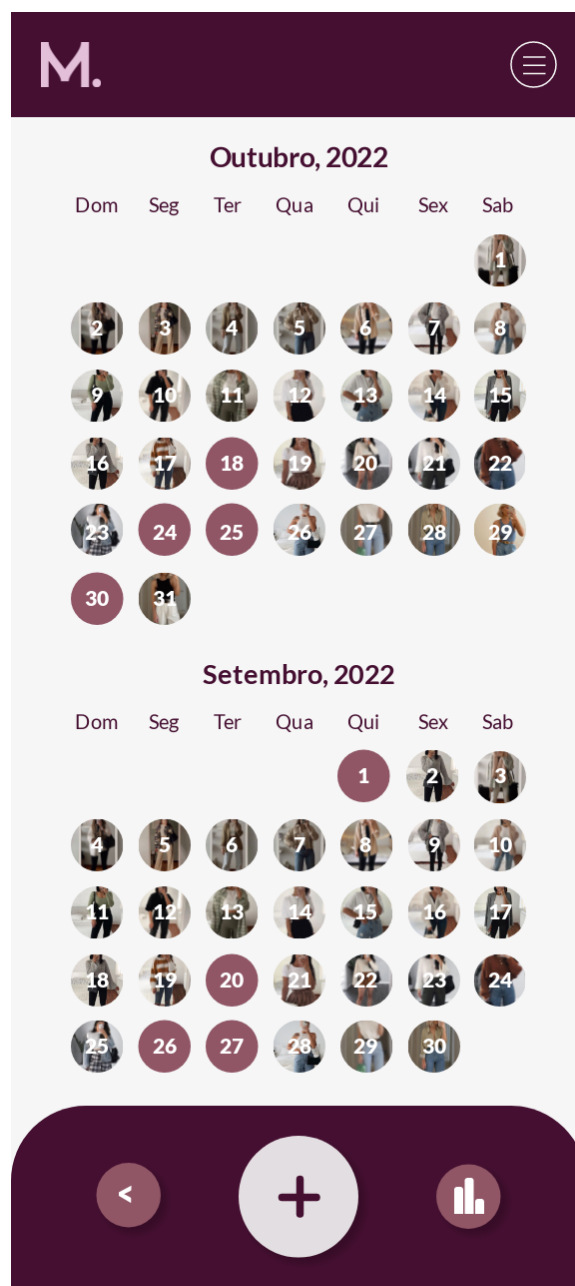 M.
Outubro, 2022
Dom Seg Ter Qua Qui Sex Sab
1
2 3 4 5 6 7 8
9 10 11 12 13 14 15
16 17 18 19 20 21 22
23 24 25 26 27 28 29
30 31
Setembro, 2022
Dom Seg Ter Qua Qui Sex Sab
1 2 3
4 5 6 7 8 9 10
11 12 13 14 15 16 17
18 19 20 21 22 23 24
25 26 27 28 29 30
< +